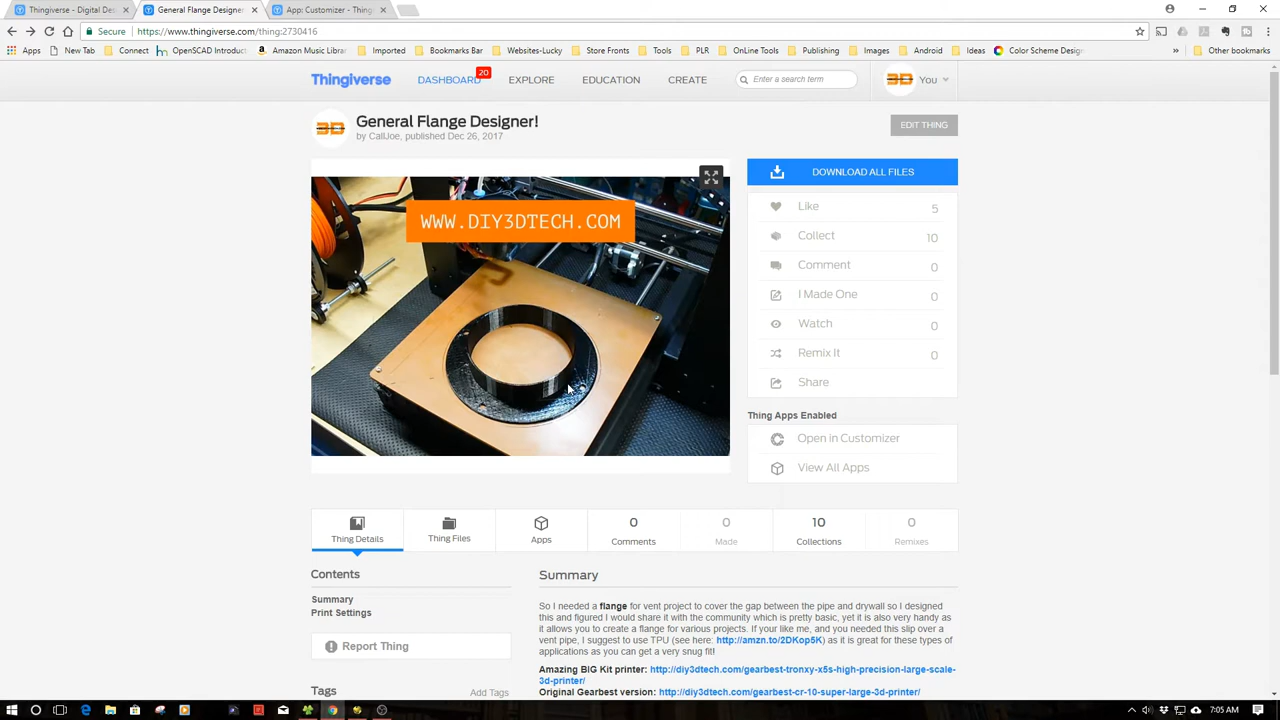 Thingiverse - Digital Des
General Flange Designer
App: Customizer - Thingi
Secure
https://www.thingiverse.com/thing:2730416
Apps
New Tab
Connect
OpenSCAD Introduct
Amazon Music Library
Imported
Bookmarks Bar
Websites-Lucky
Store Fronts
Tools
PLR
OnLine Tools
Publishing
Images
Android
Ideas
Color Scheme Desig
Other bookmarks
Thingiverse
DASHBOARD
20
EXPLORE
EDUCATION
CREATE
Enter a search term
3D
You
3D
General Flange Designer!
by CallJoe, published Dec 26, 2017
EDIT THING
WWW.DIY3DTECH.COM
DOWNLOAD ALL FILES
Like 5
Collect 10
Comment 0
I Made One 0
Watch 0
Remix It 0
Share
Thing Apps Enabled
Open in Customizer
View All Apps
Thing Details
Thing Files
Apps
0
Comments
0
Made
10
Collections
0
Remixes
Contents
Summary
Print Settings
Report Thing
Tags
Add Tags
Summary
So I needed a flange for vent project to cover the gap between the pipe and drywall so I designed
this and figured I would share it with the community which is pretty basic, yet it is also very handy as
it allows you to create a flange for various projects. If your like me, and you needed this slip over a
vent pipe, I suggest to use TPU (see here: http://amzn.to/2DKop5K) as it is great for these types of
applications as you can get a very snug fit!
Amazing BIG Kit printer: http://diy3dtech.com/gearbest-tronxy-x5s-high-precision-large-scale-
3d-printer/
Original Gearbest version: http://diy3dtech.com/gearbest-cr-10-super-large-3d-printer/
7:05 AM